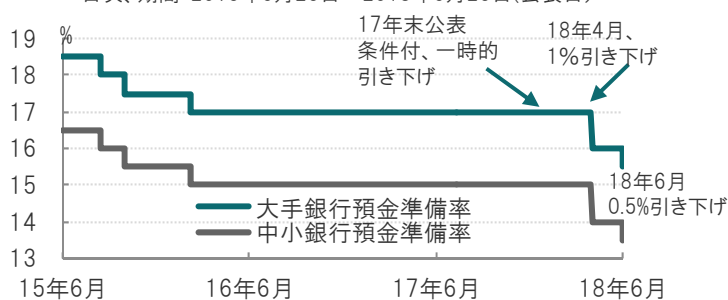 %
19
18
17
16
15
14
13
17年末公表
条件付、一時的
引き下げ
18年4月、
1%引き下げ
18年6月
0.5%引き下げ
大手銀行預金準備率
中小銀行預金準備率
15年6月
16年6月
17年6月
18年6月